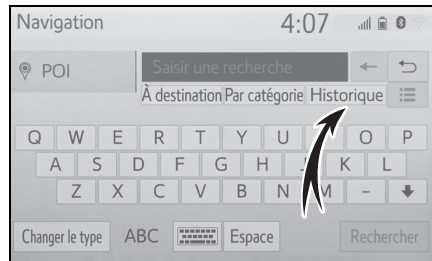 Navigation 4:07
POI Saisir une recherche
À destination Par catégorie Historique
Q W E R T Y U O P
A S D F G H J K L
Z X C V B N M -
Changer le type ABC Espace Rechercher